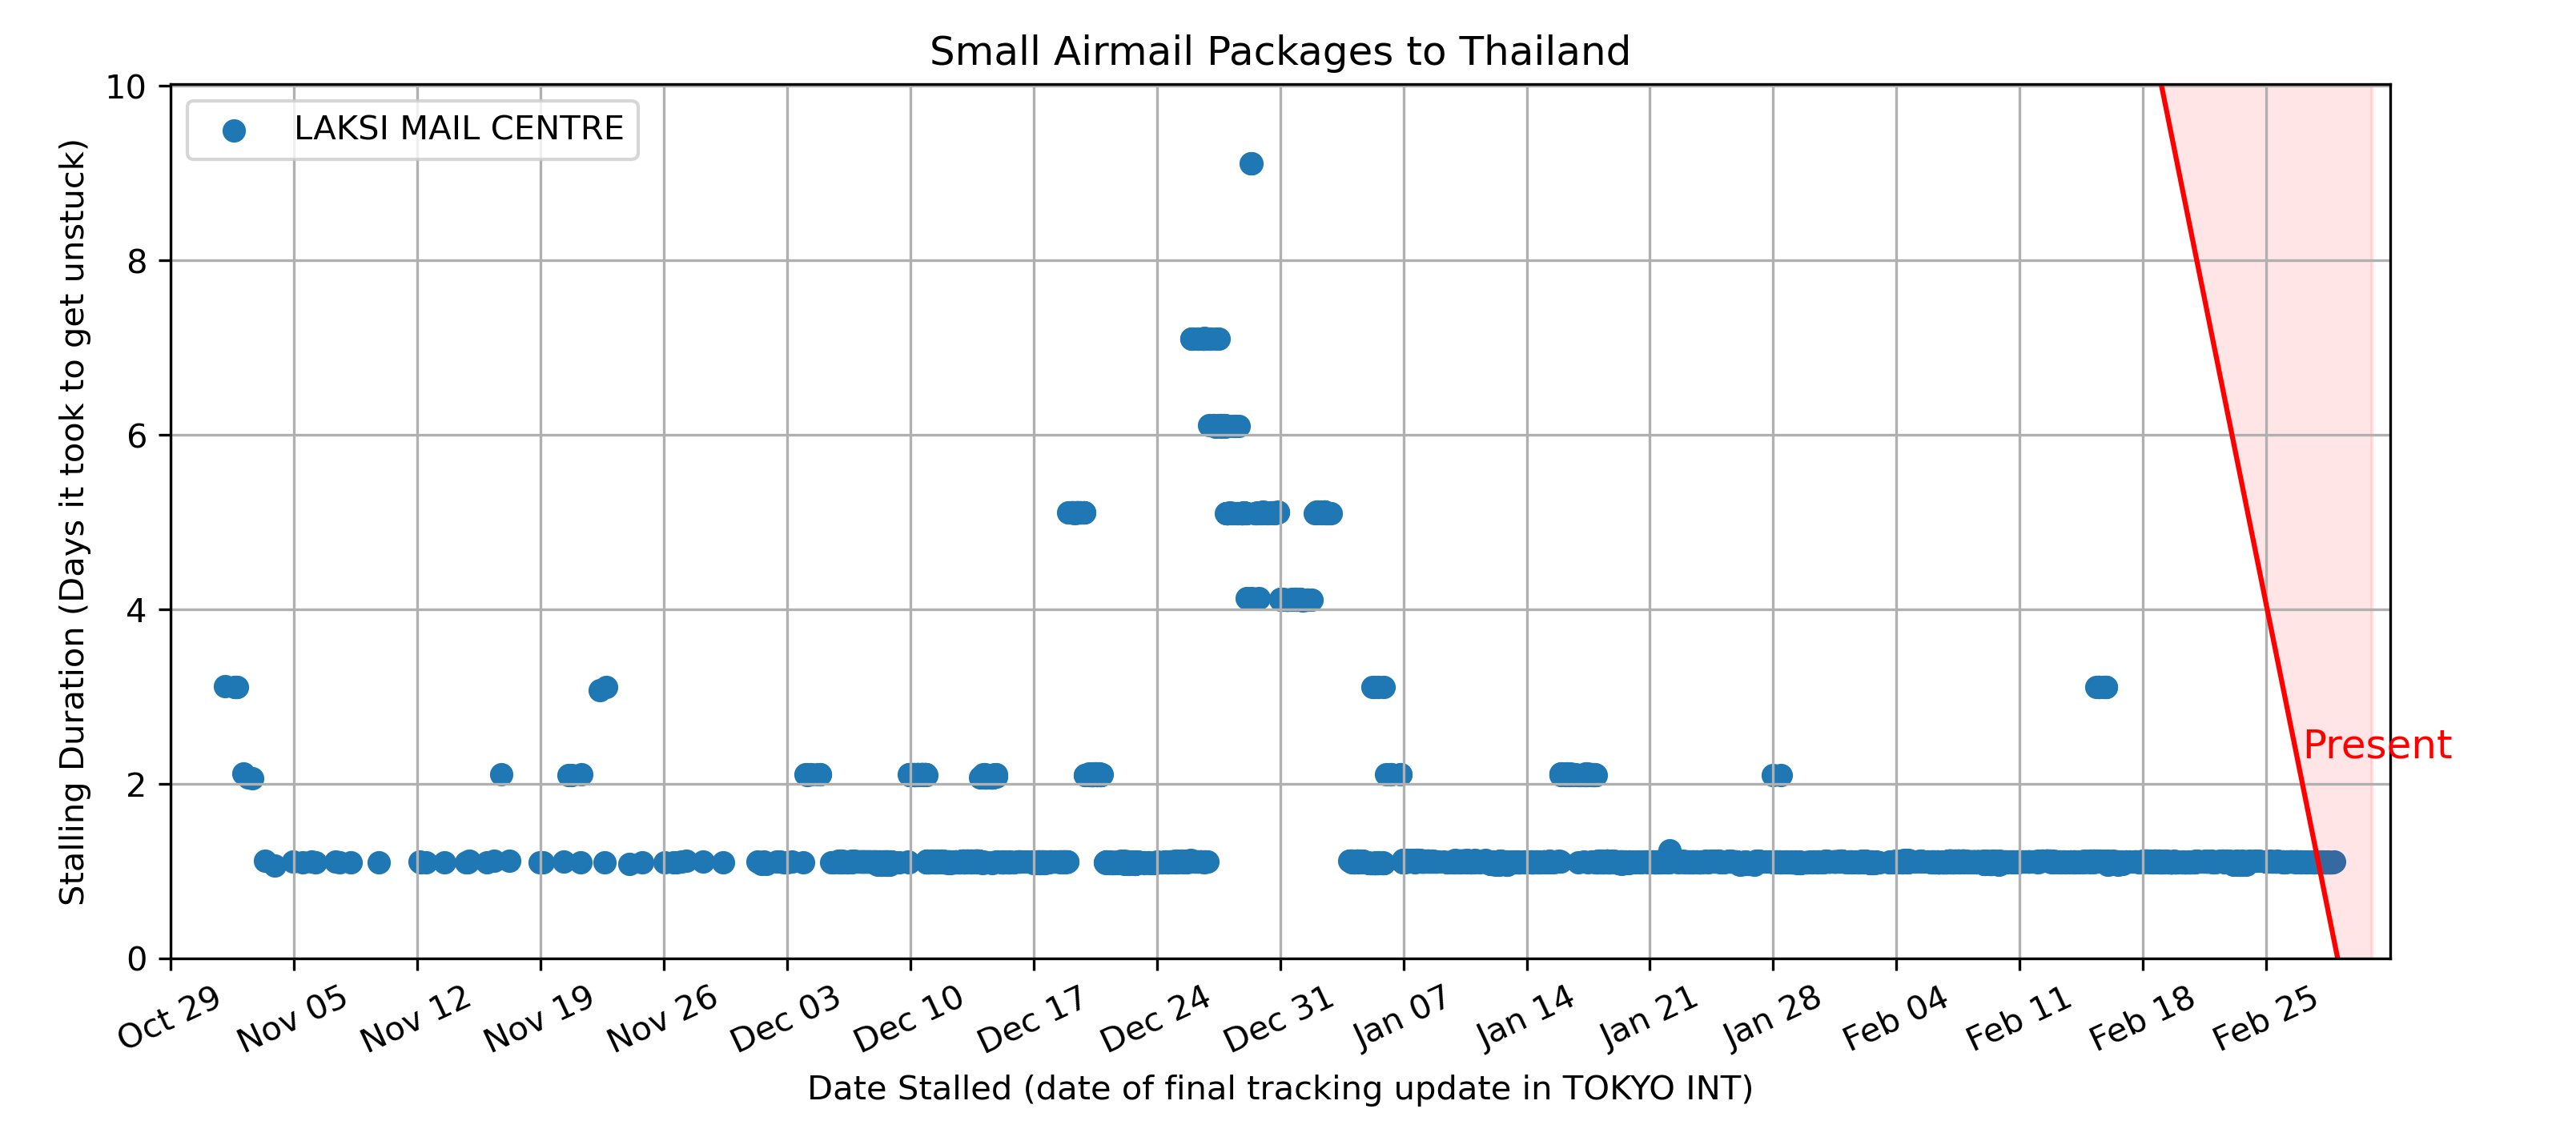 Small Airmail Packages to Thailand
Stalling Duration (Days it took to get unstuck)
10
8
6
4
2
0
LAKSI MAIL CENTRE
Present
Oct 29
Nov 05
Nov 12
Nov 19
Nov 26
Dec 03
Dec 10
Dec 17
Dec 24
Dec 31
Jan 07
Jan 14
Jan 21
Jan 28
Feb 04
Feb 11
Feb 18
Feb 25
Date Stalled (date of final tracking update in TOKYO INT)